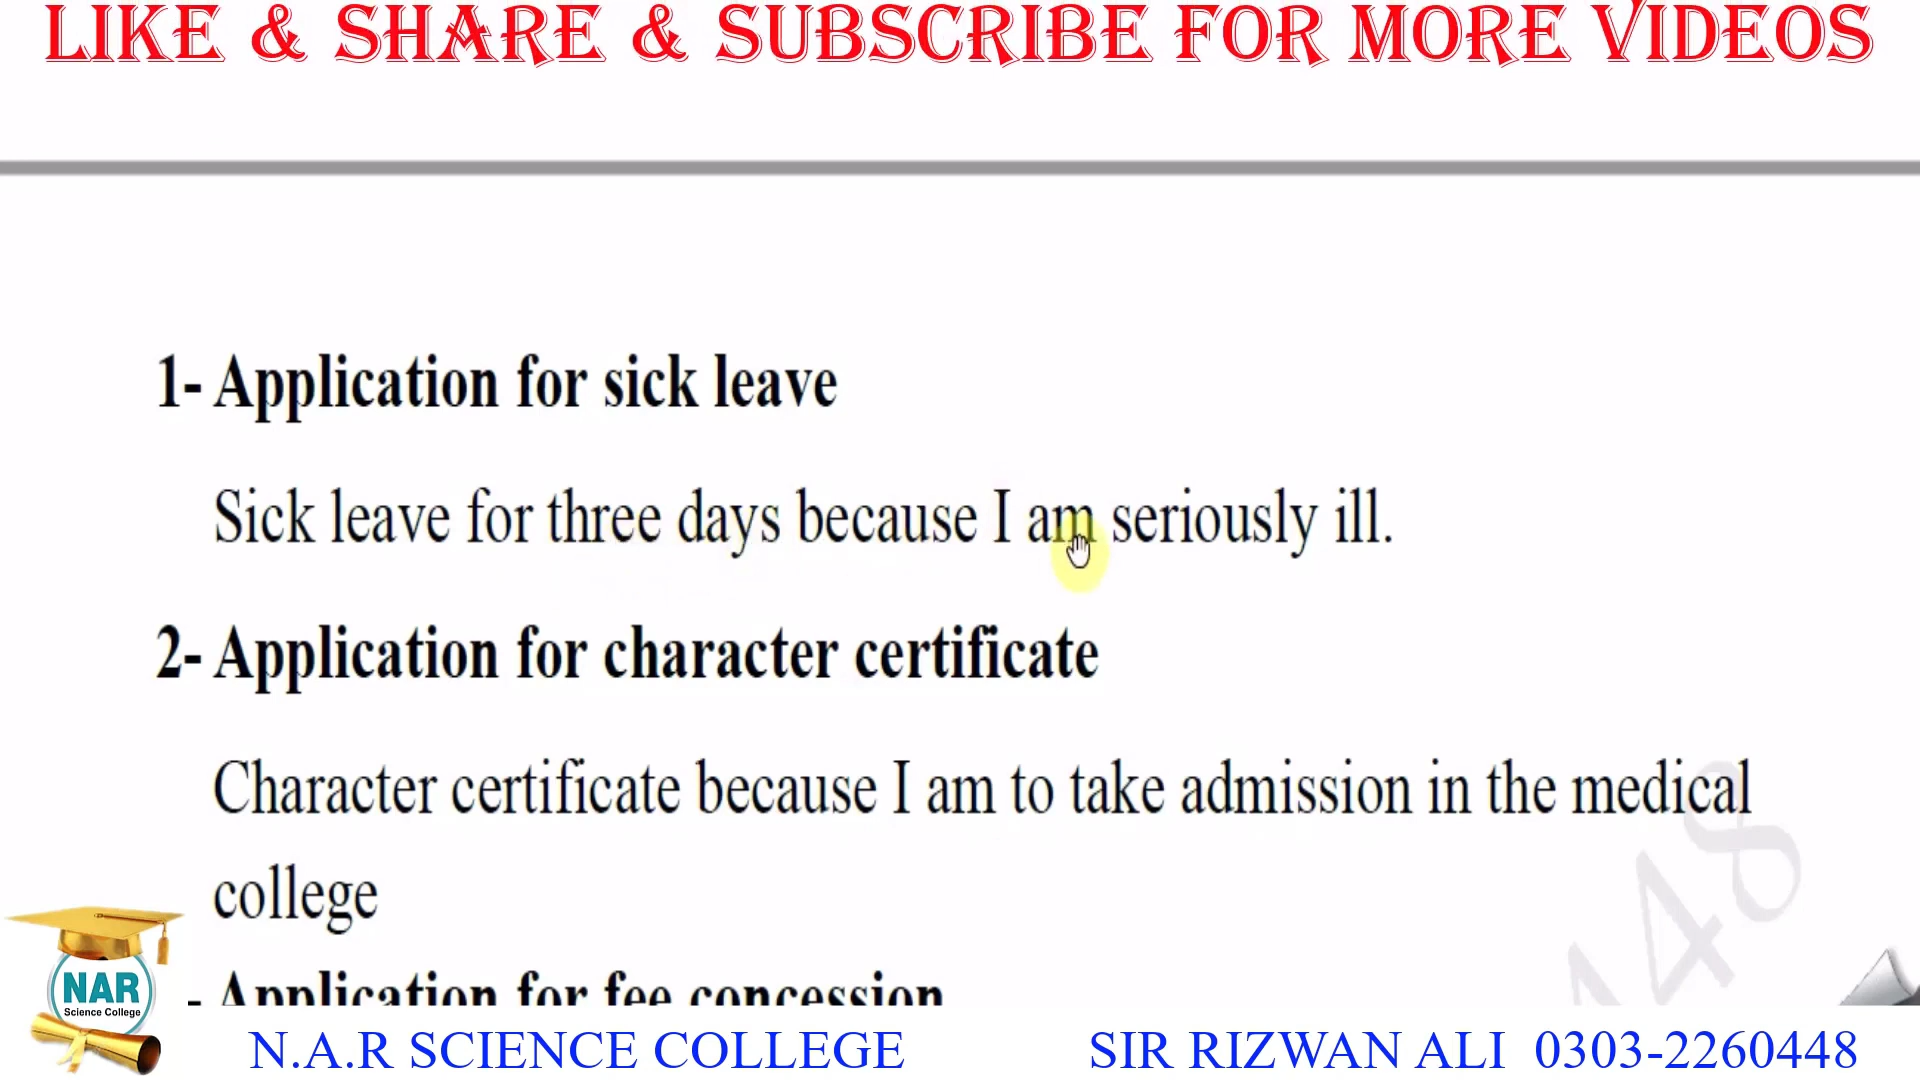 LIKE & SHARE & SUBSCRIBE FOR MORE VIDEOS
1- Application for sick leave
Sick leave for three days because I am seriously ill.
2- Application for character certificate
Character certificate because I am to take admission in the medical
college
- Application for fee concession
NAR
Science College
N.A.R SCIENCE COLLEGE SIR RIZWAN ALI 0303-2260448
48